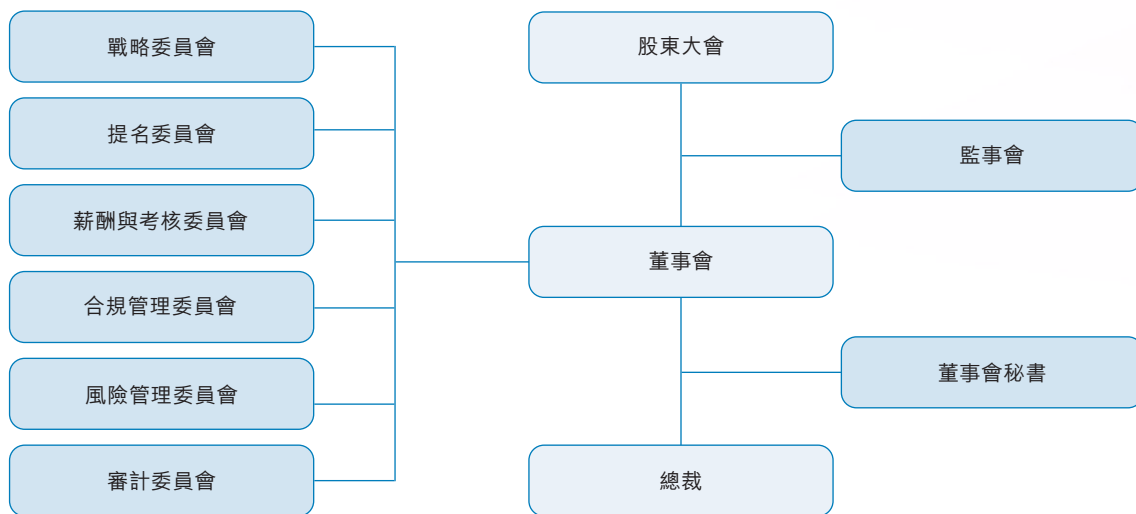 戰略委員會
提名委員會
薪酬與考核委員會
合規管理委員會
風險管理委員會
審計委員會
股東大會
監事會
董事會
董事會秘書
總裁